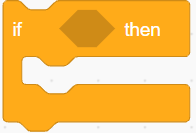 if then